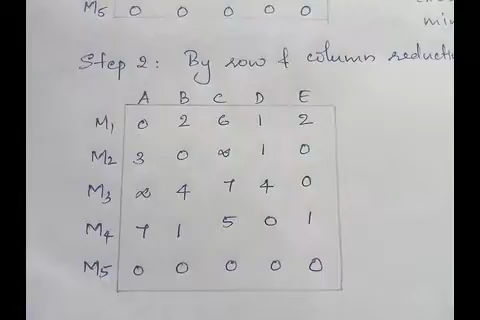 M5 0 0 0 0 0
Step 2: By row & column reducti
A B C D E
M1 0 2 6 1 2
M2 3 0 ∞ 1 0
M3 ∞ 4 7 4 0
M4 7 1 5 0 1
M5 0 0 0 0 0